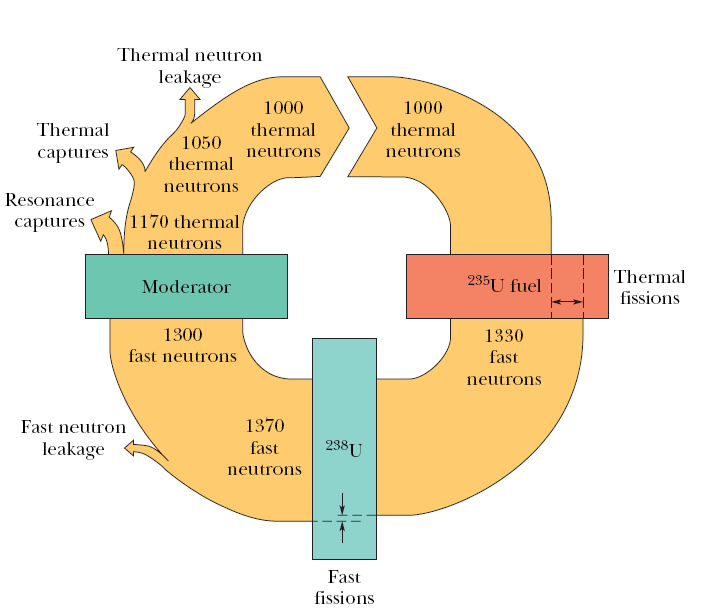 Thermal neutron
leakage
1000
thermal
neutrons
1000
thermal
neutrons
Thermal
captures
1050
thermal
neutrons
Resonance
captures
1170 thermal
neutrons
Moderator
²³⁵U fuel
Thermal
fissions
1300
fast neutrons
1330
fast
neutrons
Fast neutron
leakage
1370
fast
neutrons
²³⁸U
Fast
fissions